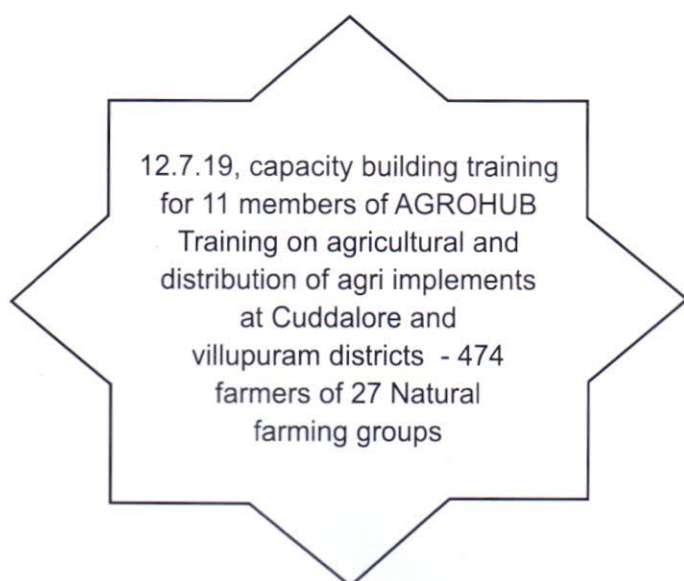 12.7.19, capacity building training
for 11 members of AGROHUB
Training on agricultural and
distribution of agri implements
at Cuddalore and
villupuram districts - 474
farmers of 27 Natural
farming groups